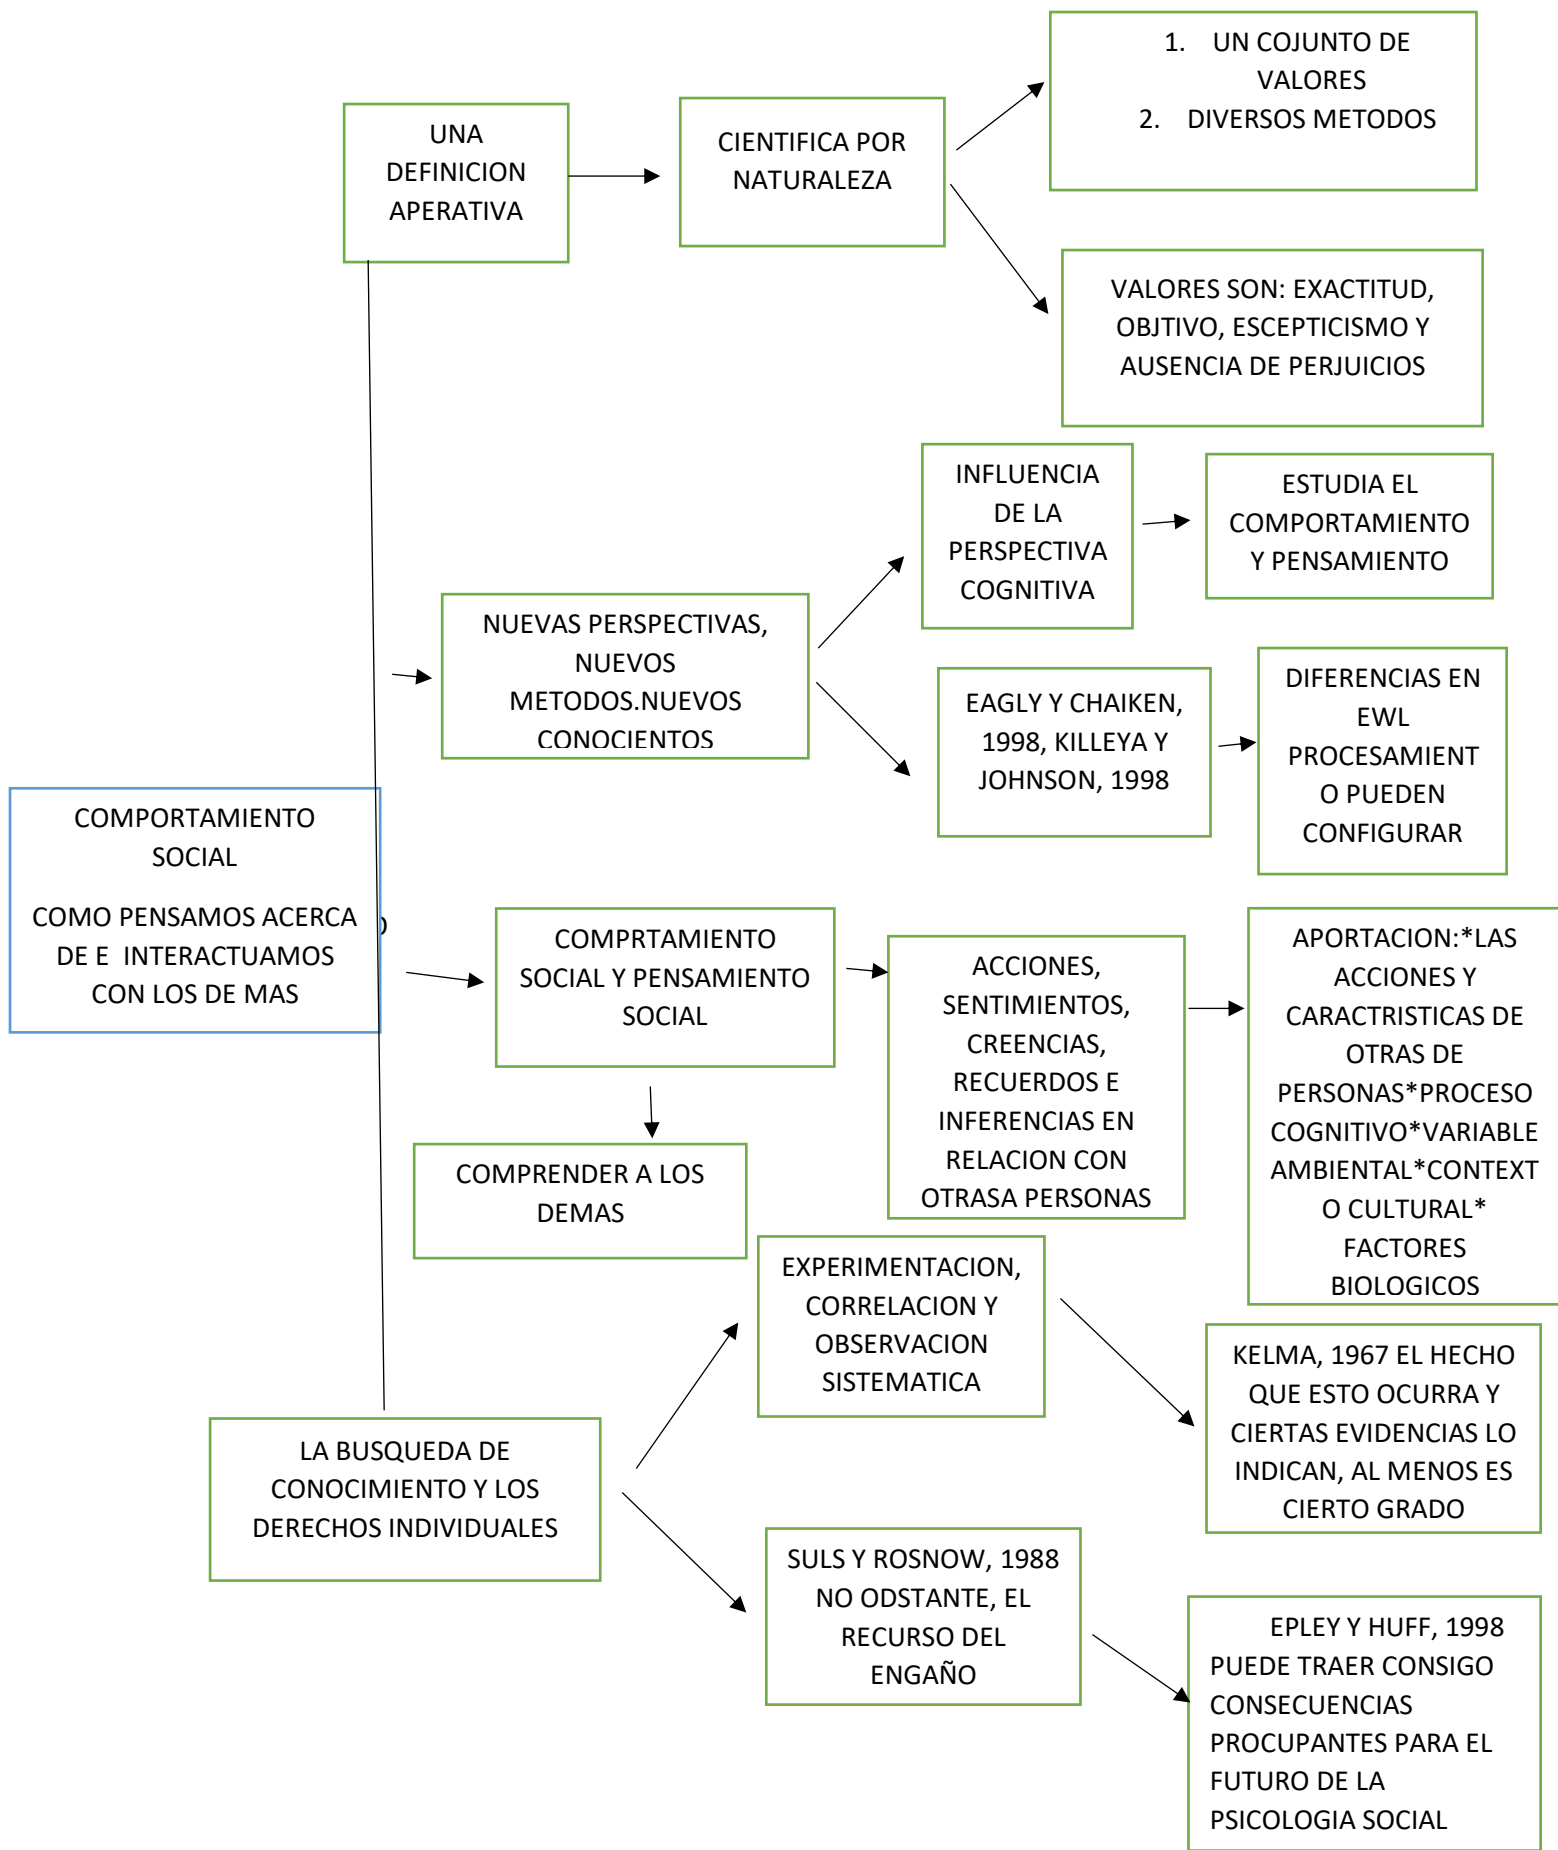 1. UN COJUNTO DE
VALORES
2. DIVERSOS METODOS
UNA
DEFINICION
APERATIVA
CIENTIFICA POR
NATURALEZA
VALORES SON: EXACTITUD,
OBJTIVO, ESCEPTICISMO Y
AUSENCIA DE PERJUICIOS
INFLUENCIA
DE LA
PERSPECTIVA
COGNITIVA
ESTUDIA EL
COMPORTAMIENTO
Y PENSAMIENTO
NUEVAS PERSPECTIVAS,
NUEVOS
METODOS.NUEVOS
CONOCIENTOS
EAGLY Y CHAIKEN,
1998, KILLEYA Y
JOHNSON, 1998
DIFERENCIAS EN
EWL
PROCESAMIENT
O PUEDEN
CONFIGURAR
COMPORTAMIENTO
SOCIAL
COMO PENSAMOS ACERCA
DE E INTERACTUAMOS
CON LOS DE MAS
COMPRTAMIENTO
SOCIAL Y PENSAMIENTO
SOCIAL
ACCIONES,
SENTIMIENTOS,
CREENCIAS,
RECUERDOS E
INFERENCIAS EN
RELACION CON
OTRASA PERSONAS
APORTACION:*LAS
ACCIONES Y
CARACTRISTICAS DE
OTRAS DE
PERSONAS*PROCESO
COGNITIVO*VARIABLE
AMBIENTAL*CONTEXT
O CULTURAL*
FACTORES
BIOLOGICOS
COMPRENDER A LOS
DEMAS
EXPERIMENTACION,
CORRELACION Y
OBSERVACION
SISTEMATICA
KELMA, 1967 EL HECHO
QUE ESTO OCURRA Y
CIERTAS EVIDENCIAS LO
INDICAN, AL MENOS ES
CIERTO GRADO
LA BUSQUEDA DE
CONOCIMIENTO Y LOS
DERECHOS INDIVIDUALES
SULS Y ROSNOW, 1988
NO ODSTANTE, EL
RECURSO DEL
ENGAÑO
EPLEY Y HUFF, 1998
PUEDE TRAER CONSIGO
CONSECUENCIAS
PROCUPANTES PARA EL
FUTURO DE LA
PSICOLOGIA SOCIAL